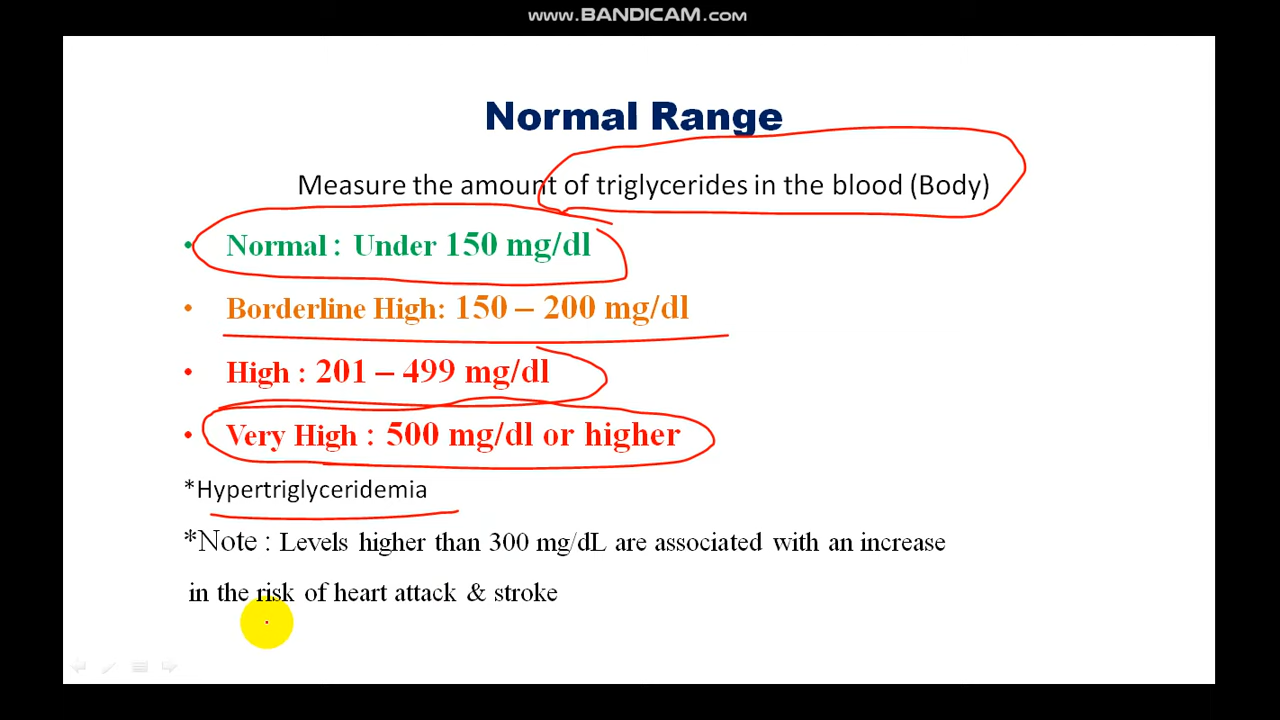 www.BANDICAM.com
Normal Range
Measure the amount of triglycerides in the blood (Body)
• Normal : Under 150 mg/dl
• Borderline High: 150 – 200 mg/dl
• High : 201 – 499 mg/dl
• Very High : 500 mg/dl or higher
*Hypertriglyceridemia
*Note : Levels higher than 300 mg/dL are associated with an increase
in the risk of heart attack & stroke